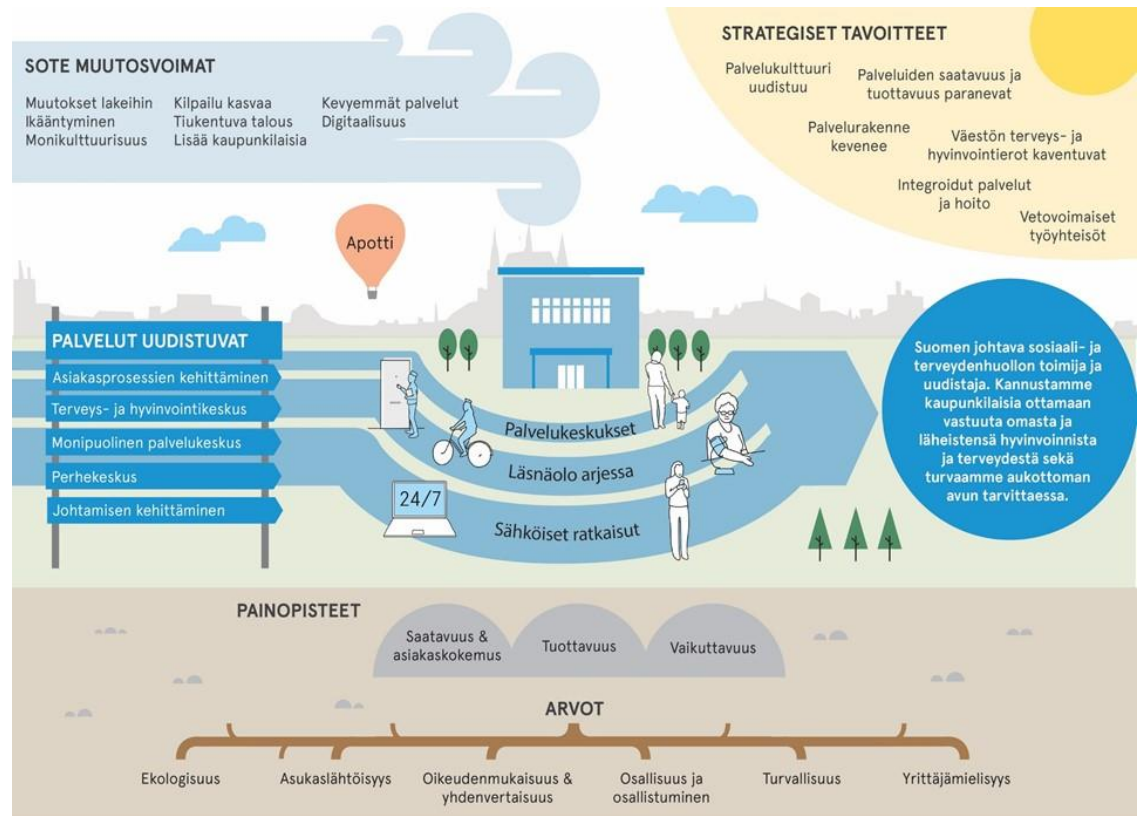 SOTE MUUTOSVOIMAT
Muutokset lakeihin
Ikääntyminen
Monikulttuurisuus
Kilpailu kasvaa
Tiukentuva talous
Lisää kaupunkilaisia
Kevyemmät palvelut
Digitaalisuus
STRATEGISET TAVOITTEET
Palvelukulttuuri
uudistuu
Palveluiden saatavuus ja
tuottavuus paranevat
Palvelurakenne
kevenee
Väestön terveys- ja
hyvinvointierot kaventuvat
Integroidut palvelut
ja hoito
Vetovoimaiset
työyhteisöt
Apotti
PALVELUT UUDISTUVAT
Asiakasprosessien kehittäminen
Terveys- ja hyvinvointikeskus
Monipuolinen palvelukeskus
Perhekeskus
Johtamisen kehittäminen
Palvelukeskukset
Läsnäolo arjessa
24/7
Sähköiset ratkaisut
Suomen johtava sosiaali- ja
terveydenhuollon toimija ja
uudistaja. Kannustamme
kaupunkilaisia ottamaan
vastuuta omasta ja
läheistensä hyvinvoinnista
ja terveydestä sekä
turvaamme aukottoman
avun tarvittaessa.
PAINOPISTEET
Saatavuus &
asiakaskokemus
Tuottavuus
Vaikuttavuus
ARVOT
Ekologisuus
Asukaslähtöisyys
Oikeudenmukaisuus &
yhdenvertaisuus
Osallisuus ja
osallistuminen
Turvallisuus
Yrittäjämielisyys